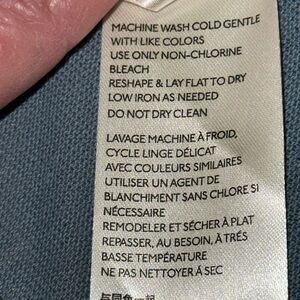 MACHINE WASH COLD GENTLE
WITH LIKE COLORS
USE ONLY NON-CHLORINE
BLEACH
RESHAPE & LAY FLAT TO DRY
LOW IRON AS NEEDED
DO NOT DRY CLEAN
LAVAGE MACHINE À FROID,
CYCLE LINGE DÉLICAT
AVEC COULEURS SIMILAIRES
UTILISER UN AGENT DE
BLANCHIMENT SANS CHLORE SI
NÉCESSAIRE
REMODELER ET SÉCHER À PLAT
REPASSER, AU BESOIN, À TRÉS
BASSE TEMPÉRATURE
NE PAS NETTOYER À SEC